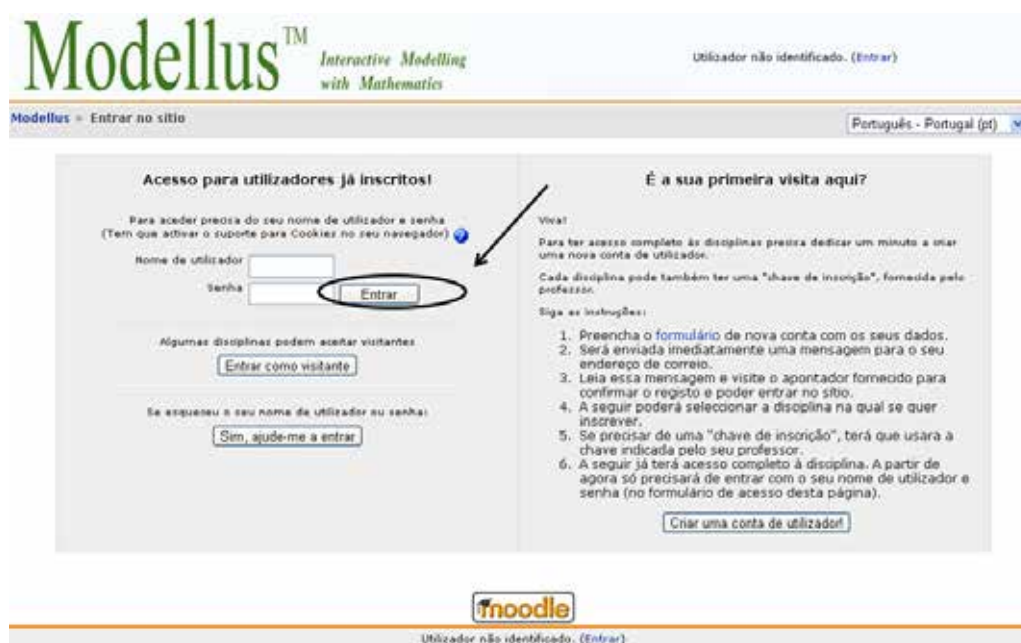 Modellus™
Interactive Modelling
with Mathematics
Utilizador não identificado. (Entrar)
Modellus » Entrar no sítio
Português - Portugal (pt)
Acesso para utilizadores já inscritos!
Para aceder precisa do seu nome de utilizador e senha
(Tem que activar o suporte para Cookies no seu navegador) ?
Nome de utilizador
Senha
Entrar
Algumas disciplinas podem aceitar visitantes
Entrar como visitante
Se esqueceu o seu nome de utilizador ou senha:
Sim, ajude-me a entrar
É a sua primeira visita aqui?
Viva!
Para ter acesso completo às disciplinas precisa dedicar um minuto a criar
uma nova conta de utilizador.
Cada disciplina pode também ter uma "chave de inscrição", fornecida pelo
professor.
Siga as instruções:
1. Preencha o formulário de nova conta com os seus dados.
2. Será enviada imediatamente uma mensagem para o seu
endereço de correio.
3. Leia essa mensagem e visite o apontador fornecido para
confirmar o registo e poder entrar no sítio.
4. A seguir poderá seleccionar a disciplina na qual se quer
inscrever.
5. Se precisar de uma "chave de inscrição", terá que usara a
chave indicada pelo seu professor.
6. A seguir já terá acesso completo à disciplina. A partir de
agora só precisará de entrar com o seu nome de utilizador e
senha (no formulário de acesso desta página).
Criar uma conta de utilizador!
moodle
Utilizador não identificado. (Entrar)